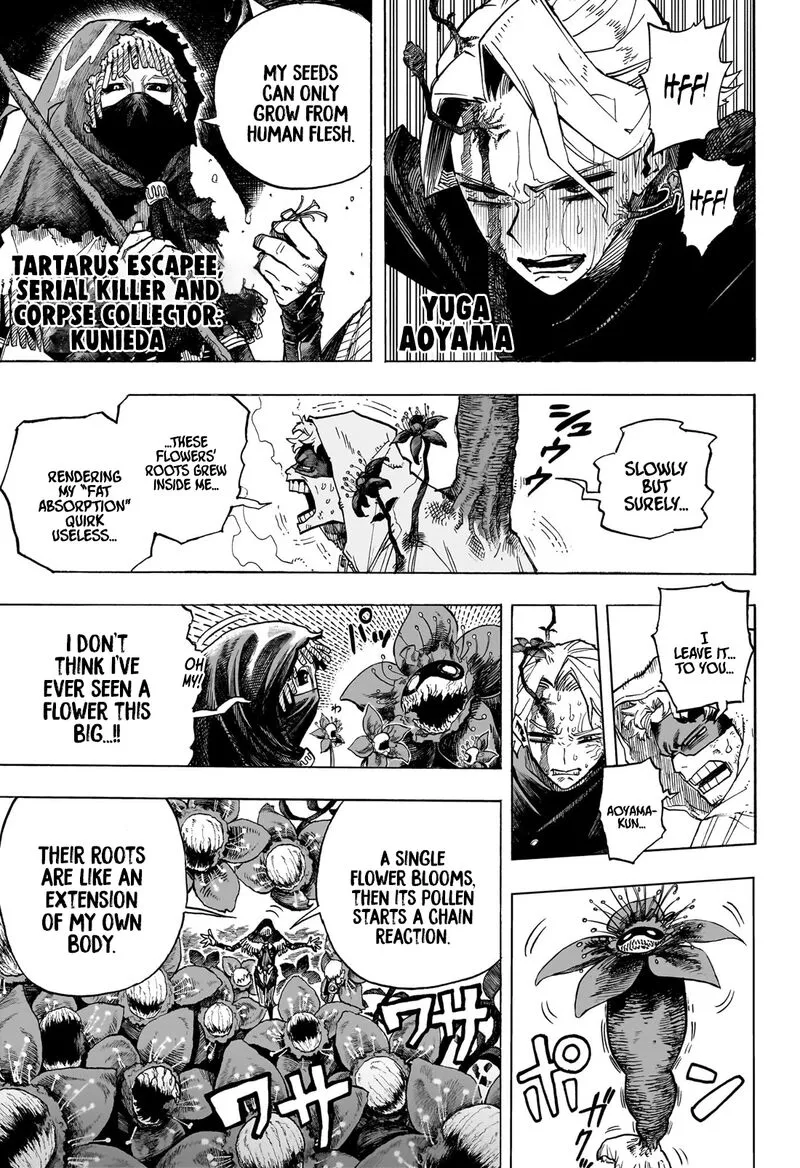 HFF!
HFF!
YUGA
AOYAMA
MY SEEDS
CAN ONLY
GROW FROM
HUMAN FLESH.
TARTARUS ESCAPEE,
SERIAL KILLER AND
CORPSE COLLECTOR:
KUNIEDA
SLOWLY
BUT
SURELY...
ウウ
...THESE
FLOWERS'
ROOTS GREW
INSIDE ME...
RENDERING
MY "FAT
ABSORPTION"
QUIRK
USELESS...
I
LEAVE IT...
TO YOU...
AOYAMA-
KUN...
パッ
OH
MY!
I DON'T
THINK I'VE
EVER SEEN A
FLOWER THIS
BIG...!!
ポン
A SINGLE
FLOWER BLOOMS,
THEN ITS POLLEN
STARTS A CHAIN
REACTION.
THEIR ROOTS
ARE LIKE AN
EXTENSION
OF MY OWN
BODY.
ワサ
ワサ